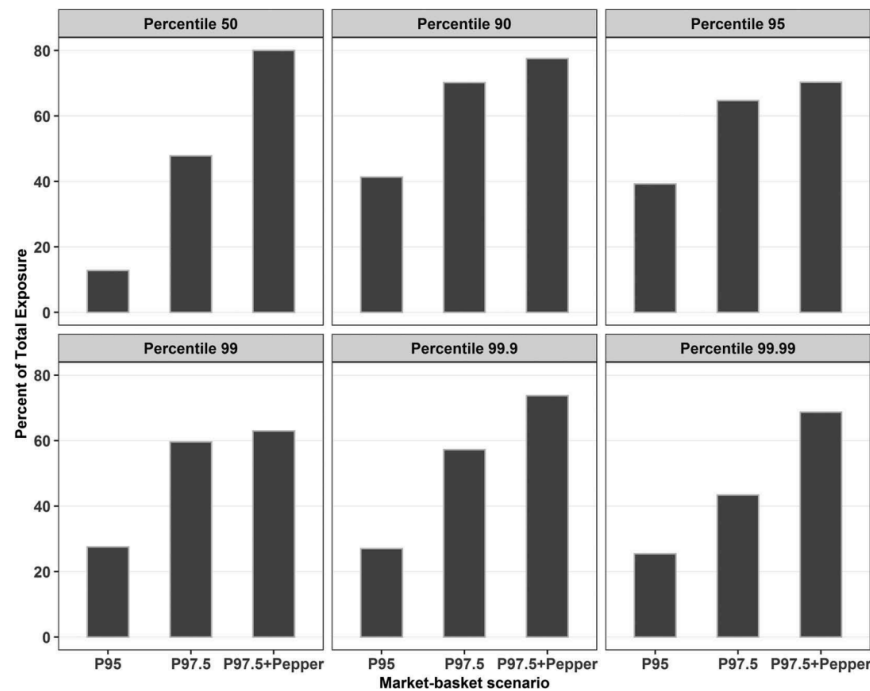 Percentile 50 Percentile 90 Percentile 95
80
60
40
20
0
Percentile 99 Percentile 99.9 Percentile 99.99
80
60
40
20
0
P95 P97.5 P97.5+Pepper P95 P97.5 P97.5+Pepper P95 P97.5 P97.5+Pepper
Market-basket scenario
Percent of Total Exposure